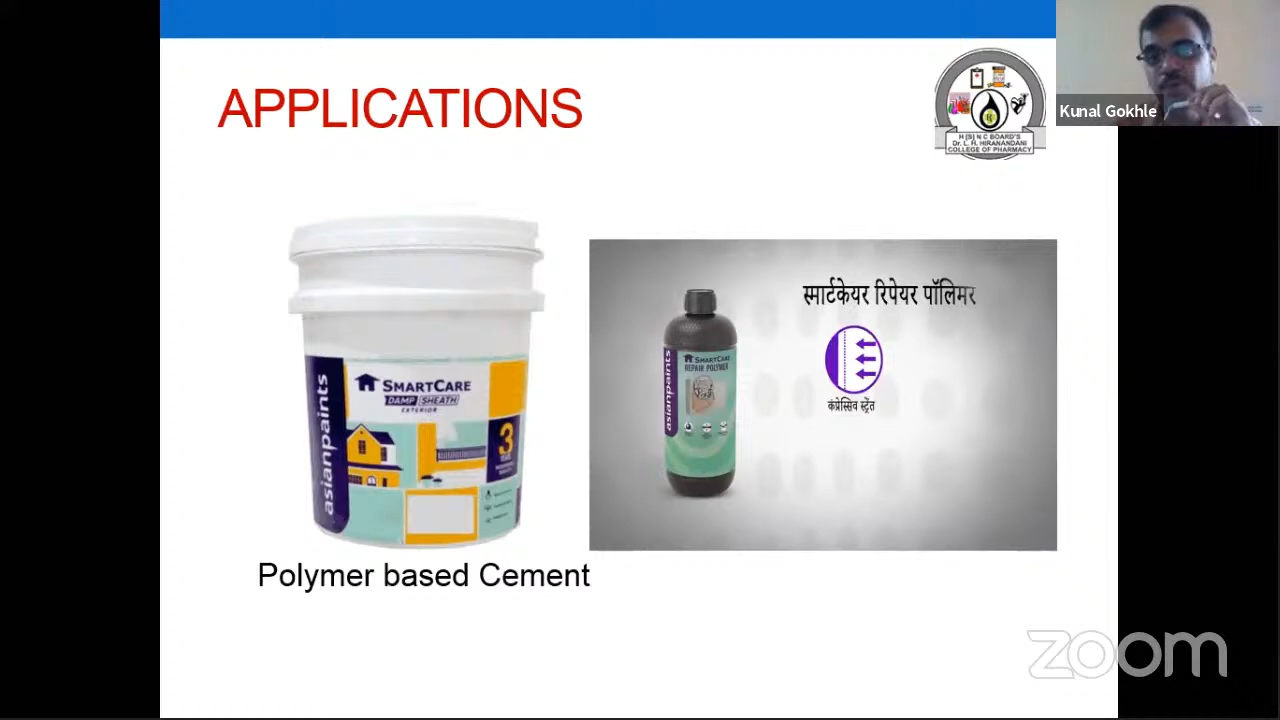 APPLICATIONS
H (S) N C BOARD'S
Dr. L. H. HIRANANDANI
COLLEGE OF PHARMACY
Kunal Gokhle
asianpaints
SMARTCARE
DAMP SHEATH
EXTERIOR
3
asianpaints
SMARTCARE
REPAIR POLYMER
स्मार्टकेयर रिपेयर पॉलिमर
कंप्रेस्सिव स्ट्रेंत
Polymer based Cement
zoom